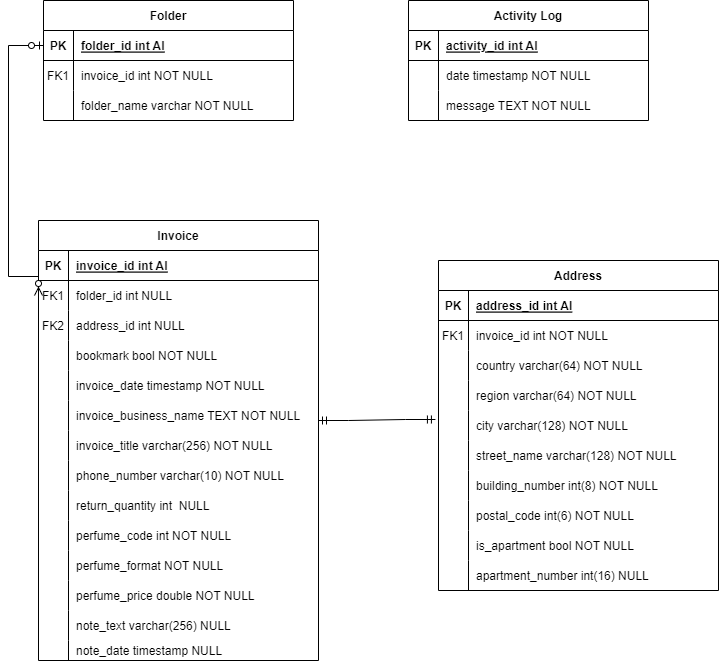 Folder
PK folder_id int AI
FK1 invoice_id int NOT NULL
folder_name varchar NOT NULL
Activity Log
PK activity_id int AI
date timestamp NOT NULL
message TEXT NOT NULL
Invoice
PK invoice_id int AI
FK1 folder_id int NULL
FK2 address_id int NULL
bookmark bool NOT NULL
invoice_date timestamp NOT NULL
invoice_business_name TEXT NOT NULL
invoice_title varchar(256) NOT NULL
phone_number varchar(10) NOT NULL
return_quantity int  NULL
perfume_code int NOT NULL
perfume_format NOT NULL
perfume_price double NOT NULL
note_text varchar(256) NULL
note_date timestamp NULL
Address
PK address_id int AI
FK1 invoice_id int NOT NULL
country varchar(64) NOT NULL
region varchar(64) NOT NULL
city varchar(128) NOT NULL
street_name varchar(128) NOT NULL
building_number int(8) NOT NULL
postal_code int(6) NOT NULL
is_apartment bool NOT NULL
apartment_number int(16) NULL